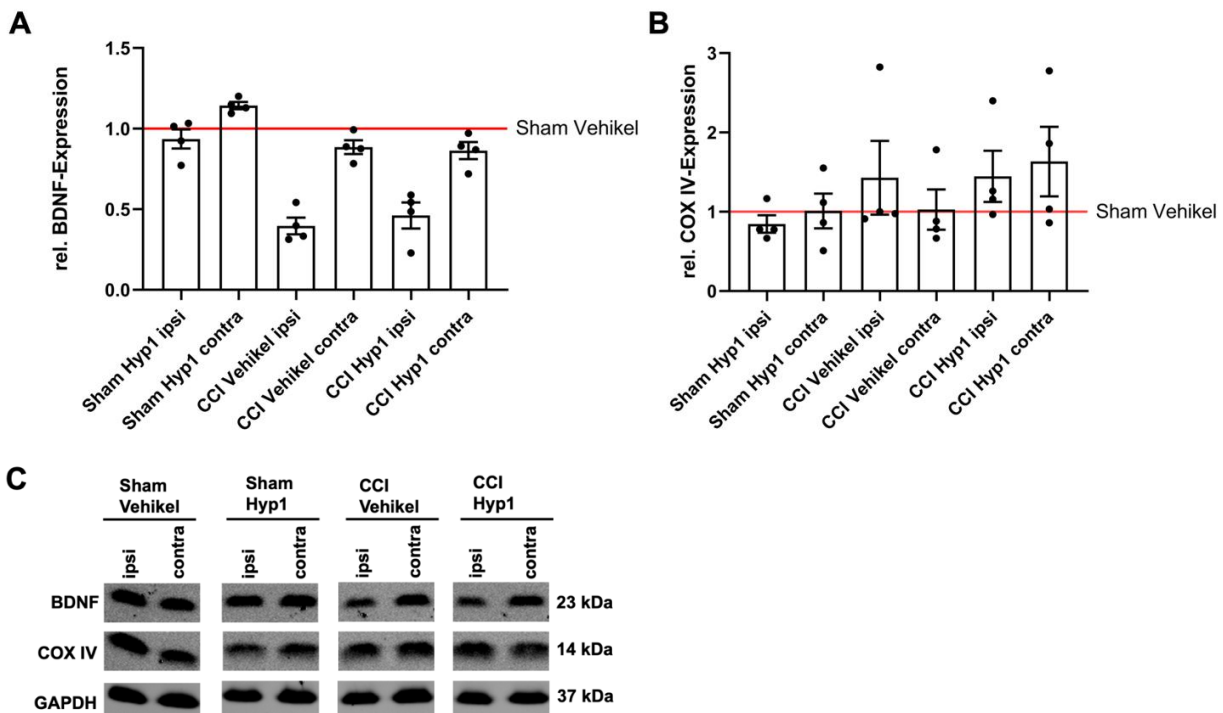 A
rel. BDNF-Expression
1.5
1.0
0.5
0.0
Sham Vehikel
Sham Hyp1 ipsi
Sham Hyp1 contra
CCI Vehikel ipsi
CCI Vehikel contra
CCI Hyp1 ipsi
CCI Hyp1 contra
B
rel. COX IV-Expression
3
2
1
0
Sham Vehikel
Sham Hyp1 ipsi
Sham Hyp1 contra
CCI Vehikel ipsi
CCI Vehikel contra
CCI Hyp1 ipsi
CCI Hyp1 contra
C
Sham Vehikel
Sham Hyp1
CCI Vehikel
CCI Hyp1
ipsi contra ipsi contra ipsi contra ipsi contra
BDNF 23 kDa
COX IV 14 kDa
GAPDH 37 kDa